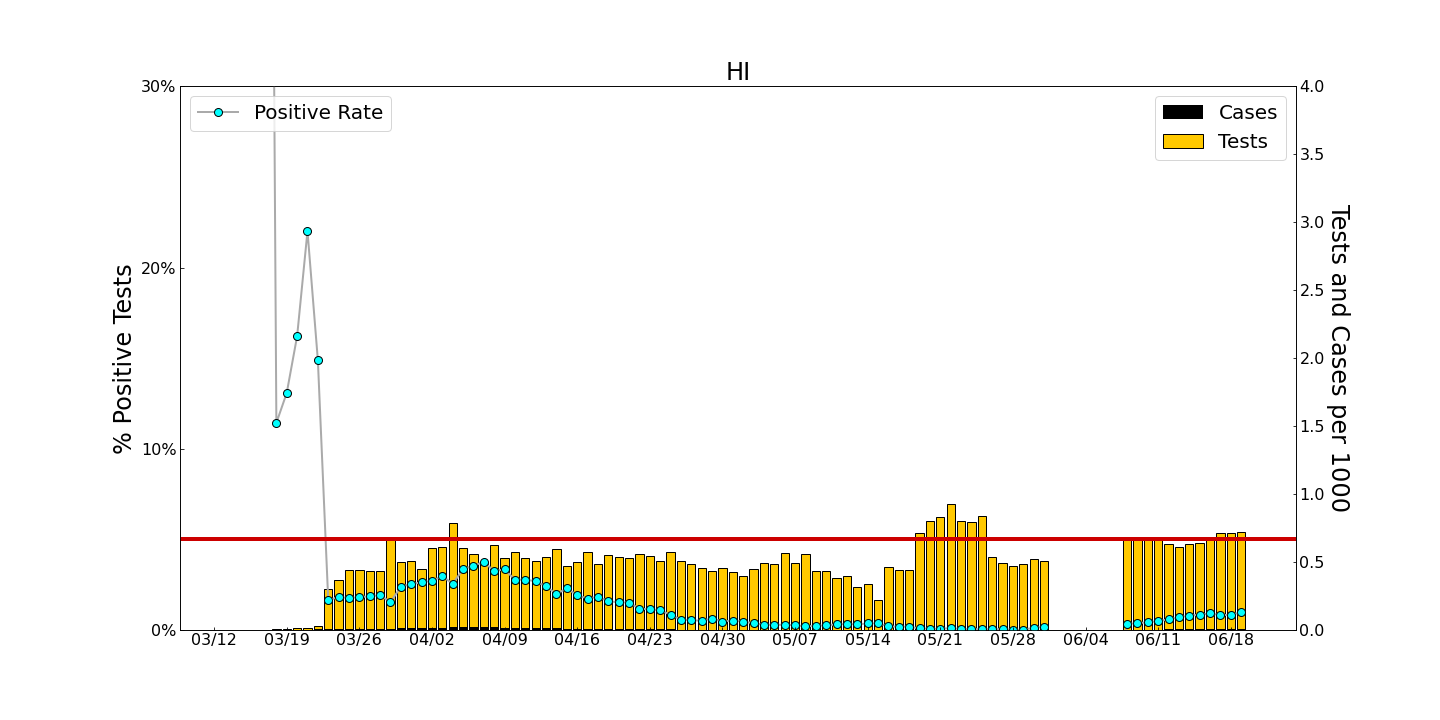 HI
30%
20%
10%
0%
% Positive Tests
Positive Rate
Cases
Tests
4.0
3.5
3.0
2.5
2.0
1.5
1.0
0.5
0.0
Tests and Cases per 1000
03/12 03/19 03/26 04/02 04/09 04/16 04/23 04/30 05/07 05/14 05/21 05/28 06/04 06/11 06/18